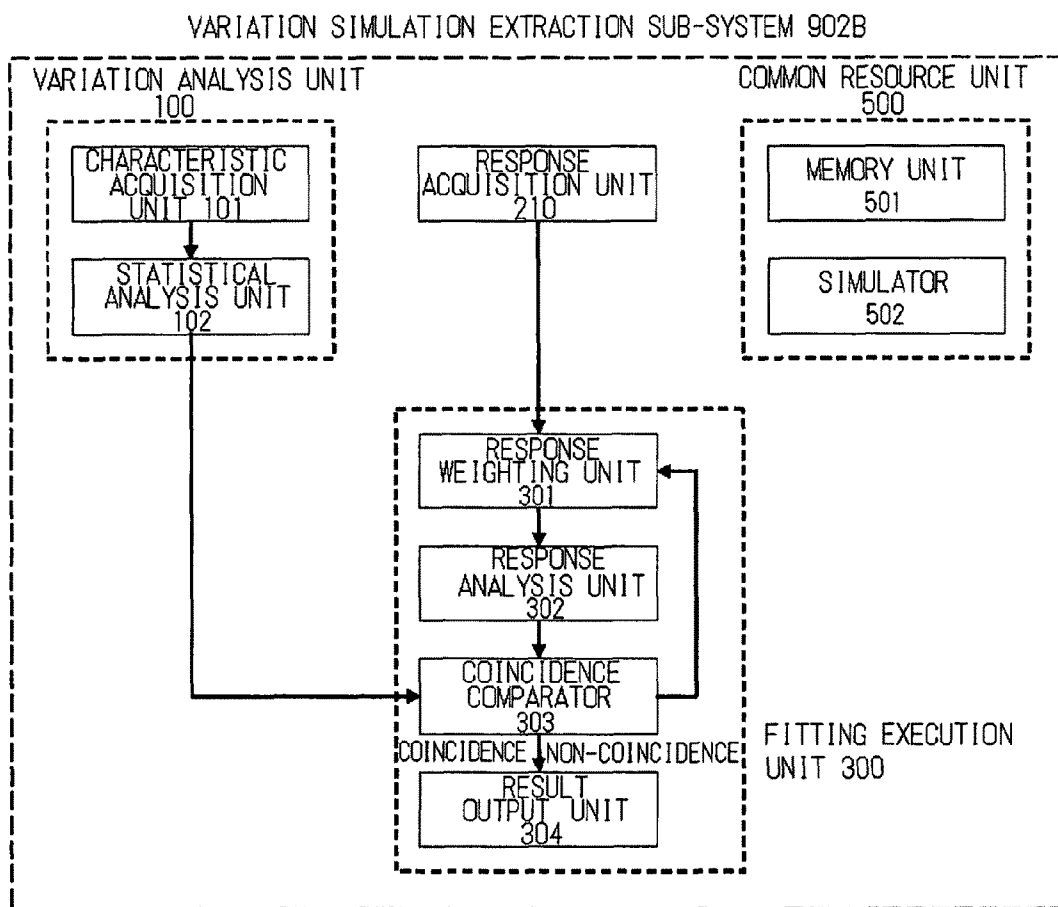 VARIATION SIMULATION EXTRACTION SUB-SYSTEM 902B
VARIATION ANALYSIS UNIT
100
CHARACTERISTIC
ACQUISITION
UNIT 101
STATISTICAL
ANALYSIS UNIT
102
RESPONSE
ACQUISITION UNIT
210
COMMON RESOURCE UNIT
500
MEMORY UNIT
501
SIMULATOR
502
RESPONSE
WEIGHTING UNIT
301
RESPONSE
ANALYSIS UNIT
302
COINCIDENCE
COMPARATOR
303
COINCIDENCE
NON-COINCIDENCE
RESULT
OUTPUT UNIT
304
FITTING EXECUTION
UNIT 300